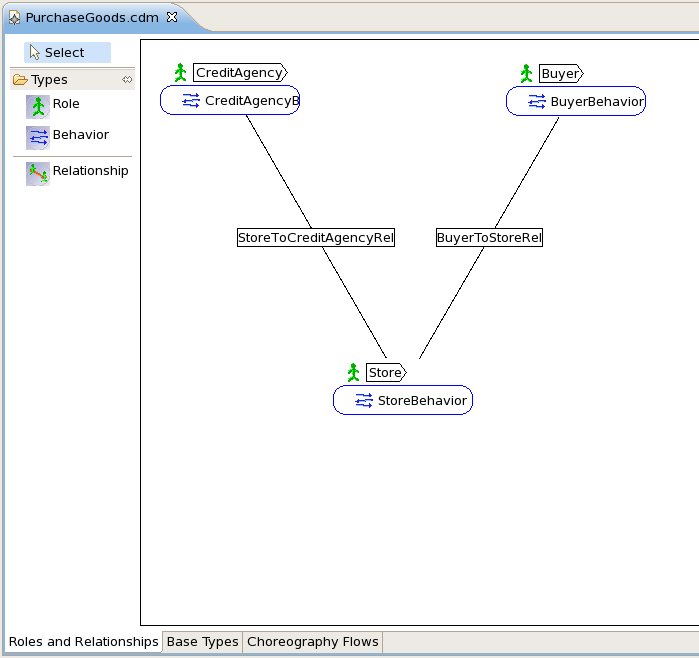 PurchaseGoods.cdm
Select
Types
Role
Behavior
Relationship
CreditAgency
CreditAgencyB
Buyer
BuyerBehavior
StoreToCreditAgencyRel
BuyerToStoreRel
Store
StoreBehavior
Roles and Relationships
Base Types
Choreography Flows